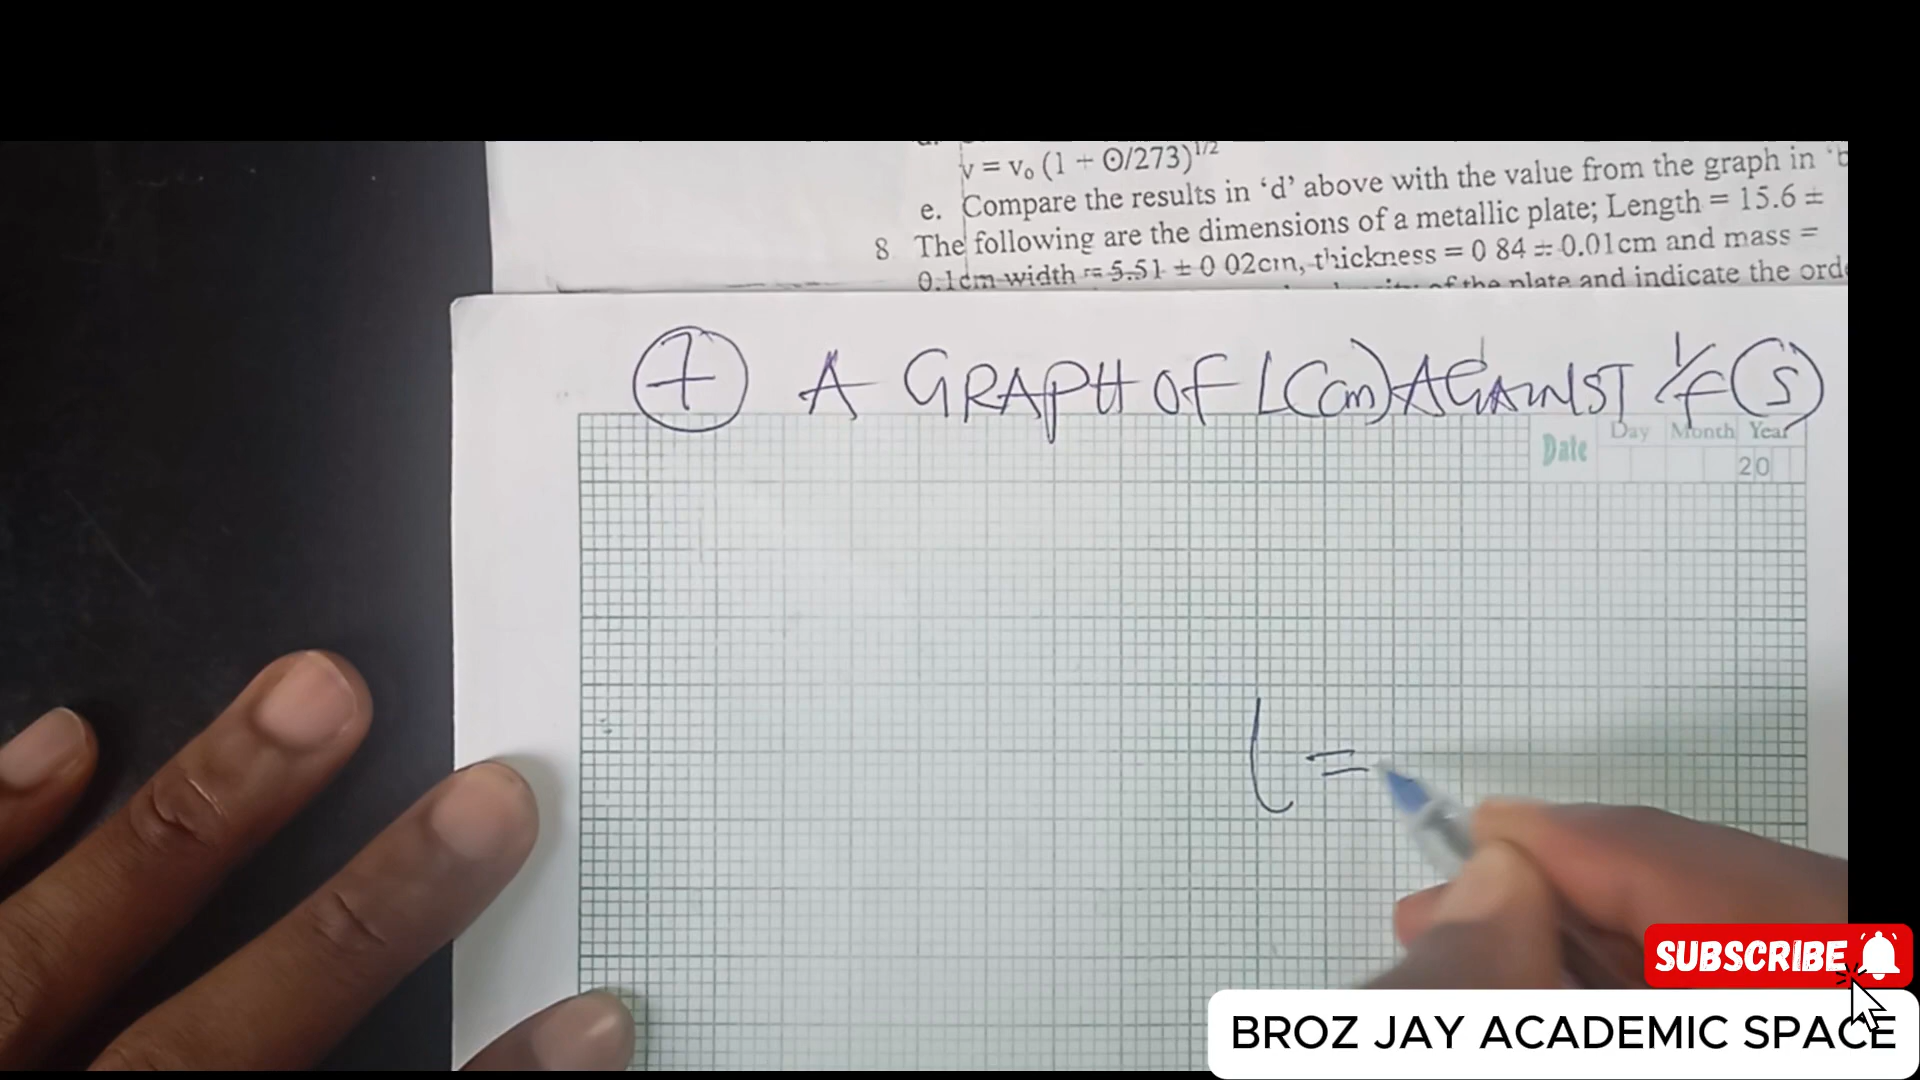 v = v₀ (1 + ʘ/273)^1/2
e. Compare the results in ‘d’ above with the value from the graph in ‘b
8 The following are the dimensions of a metallic plate; Length = 15.6 ±
0.1cm width = 5.51 ± 0 02cm, thickness = 0 84 ± 0.01cm and mass =
of the plate and indicate the orde
7 A GRAPH OF L(cm) AGAINST 1/f (s)
Date Day Month Year
20
l =
SUBSCRIBE
BROZ JAY ACADEMIC SPACE